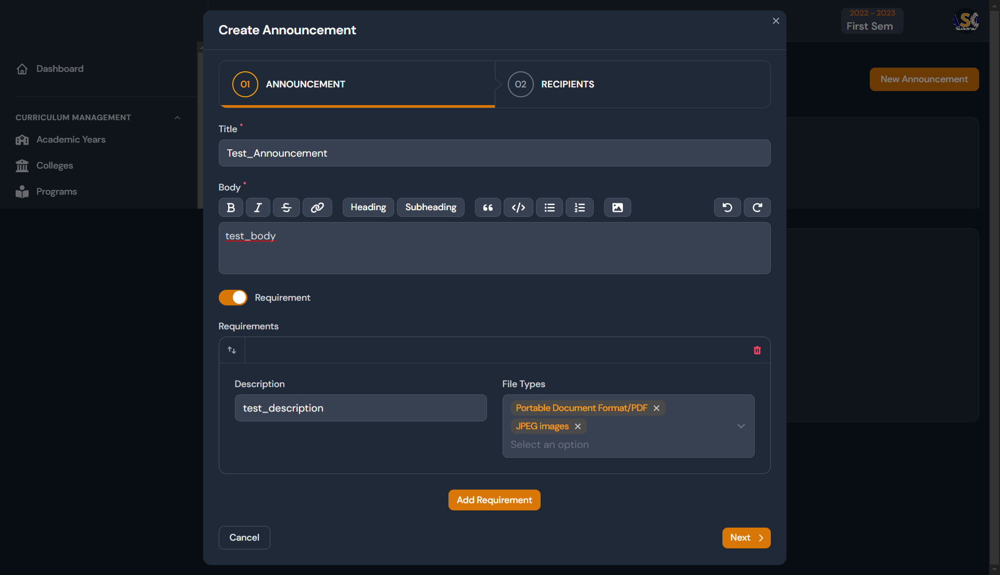 Create Announcement
2022 - 2023
First Sem
Dashboard
01
ANNOUNCEMENT
02
RECIPIENTS
New Announcement
CURRICULUM MANAGEMENT
Academic Years
Colleges
Programs
Title *
Test_Announcement
Body *
B I S Heading Subheading
test_body
Requirement
Requirements
Description
File Types
test_description
Portable Document Format/PDF
JPEG images
Select an option
Add Requirement
Cancel
Next